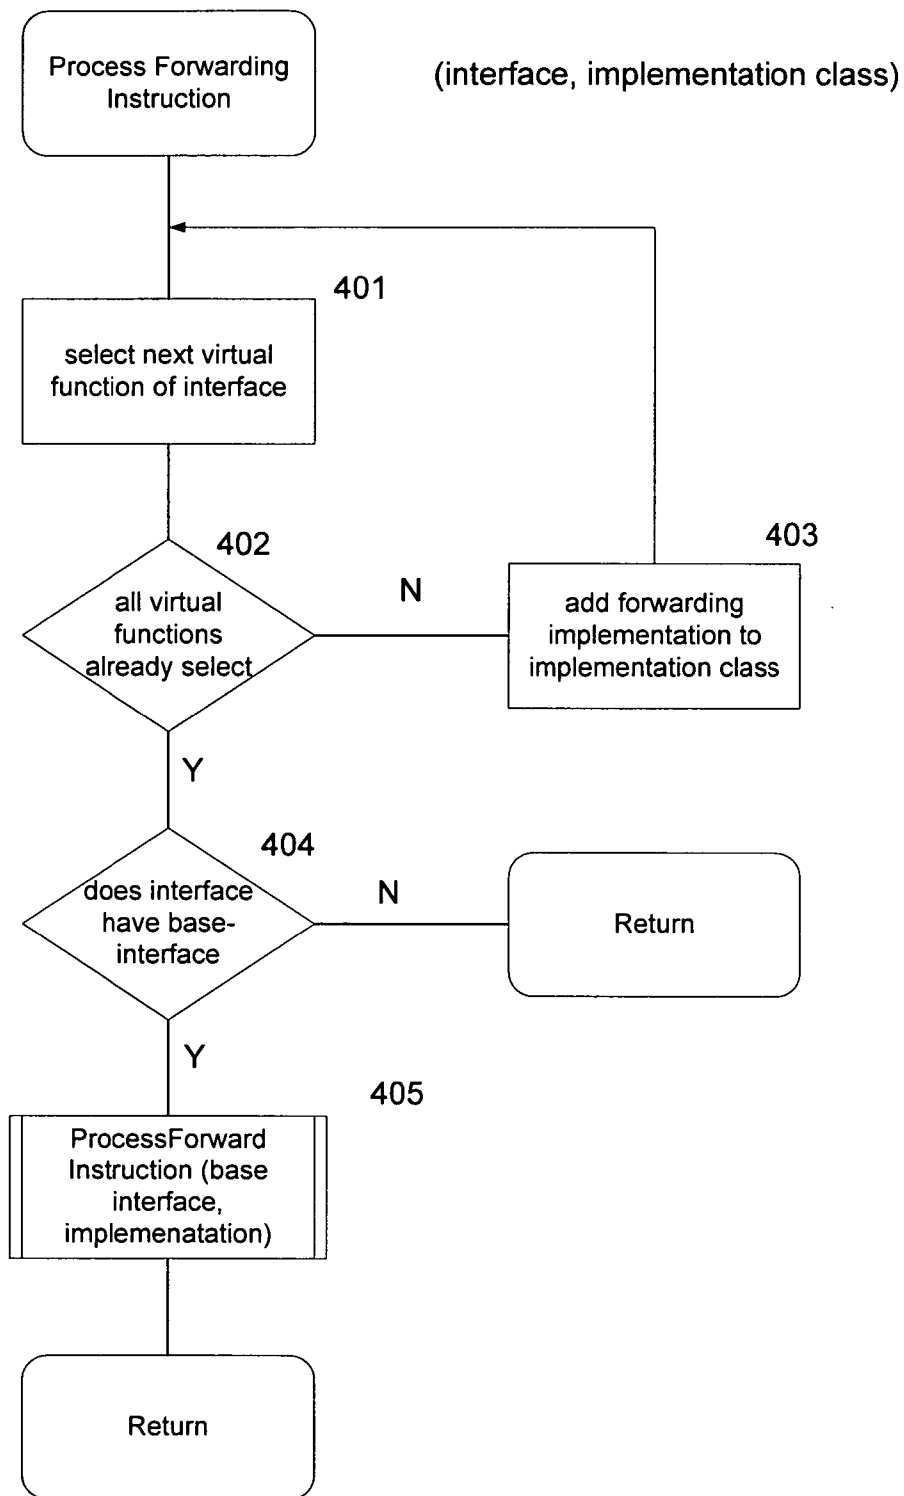 Process Forwarding
Instruction
(interface, implementation class)
401
select next virtual
function of interface
402
all virtual
functions
already select
N
403
add forwarding
implementation to
implementation class
Y
404
does interface
have base-
interface
N
Return
Y
405
ProcessForward
Instruction (base
interface,
implemenatation)
Return